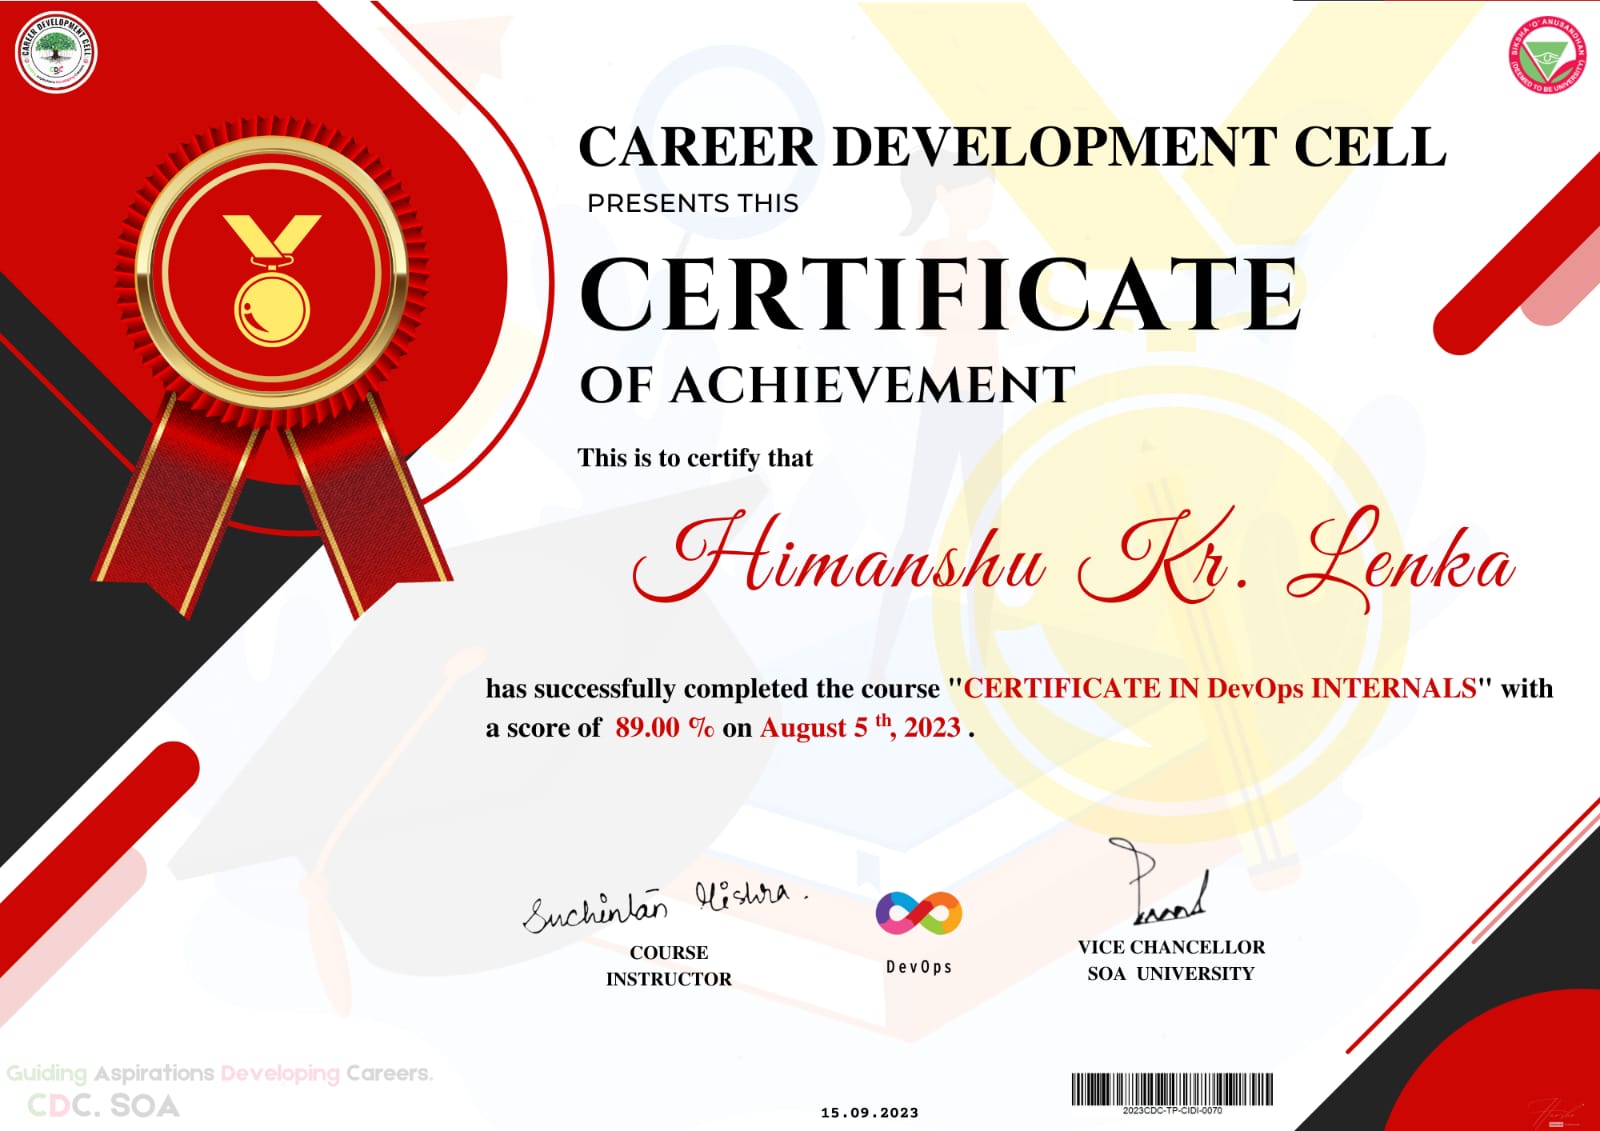 CAREER DEVELOPMENT CELL
CDC
SIKSHA 'O' ANUSANDHAN
(DEEMED TO BE UNIVERSITY)
CAREER DEVELOPMENT CELL
PRESENTS THIS
CERTIFICATE
OF ACHIEVEMENT
This is to certify that
Himanshu Kr. Lenka
has successfully completed the course "CERTIFICATE IN DevOps INTERNALS" with
a score of 89.00 % on August 5 th, 2023 .
Suchintan Mishra.
COURSE
INSTRUCTOR
DevOps
VICE CHANCELLOR
SOA UNIVERSITY
Guiding Aspirations Developing Careers.
CDC. SOA
15.09.2023
2023CDC-TP-CIDI-0070